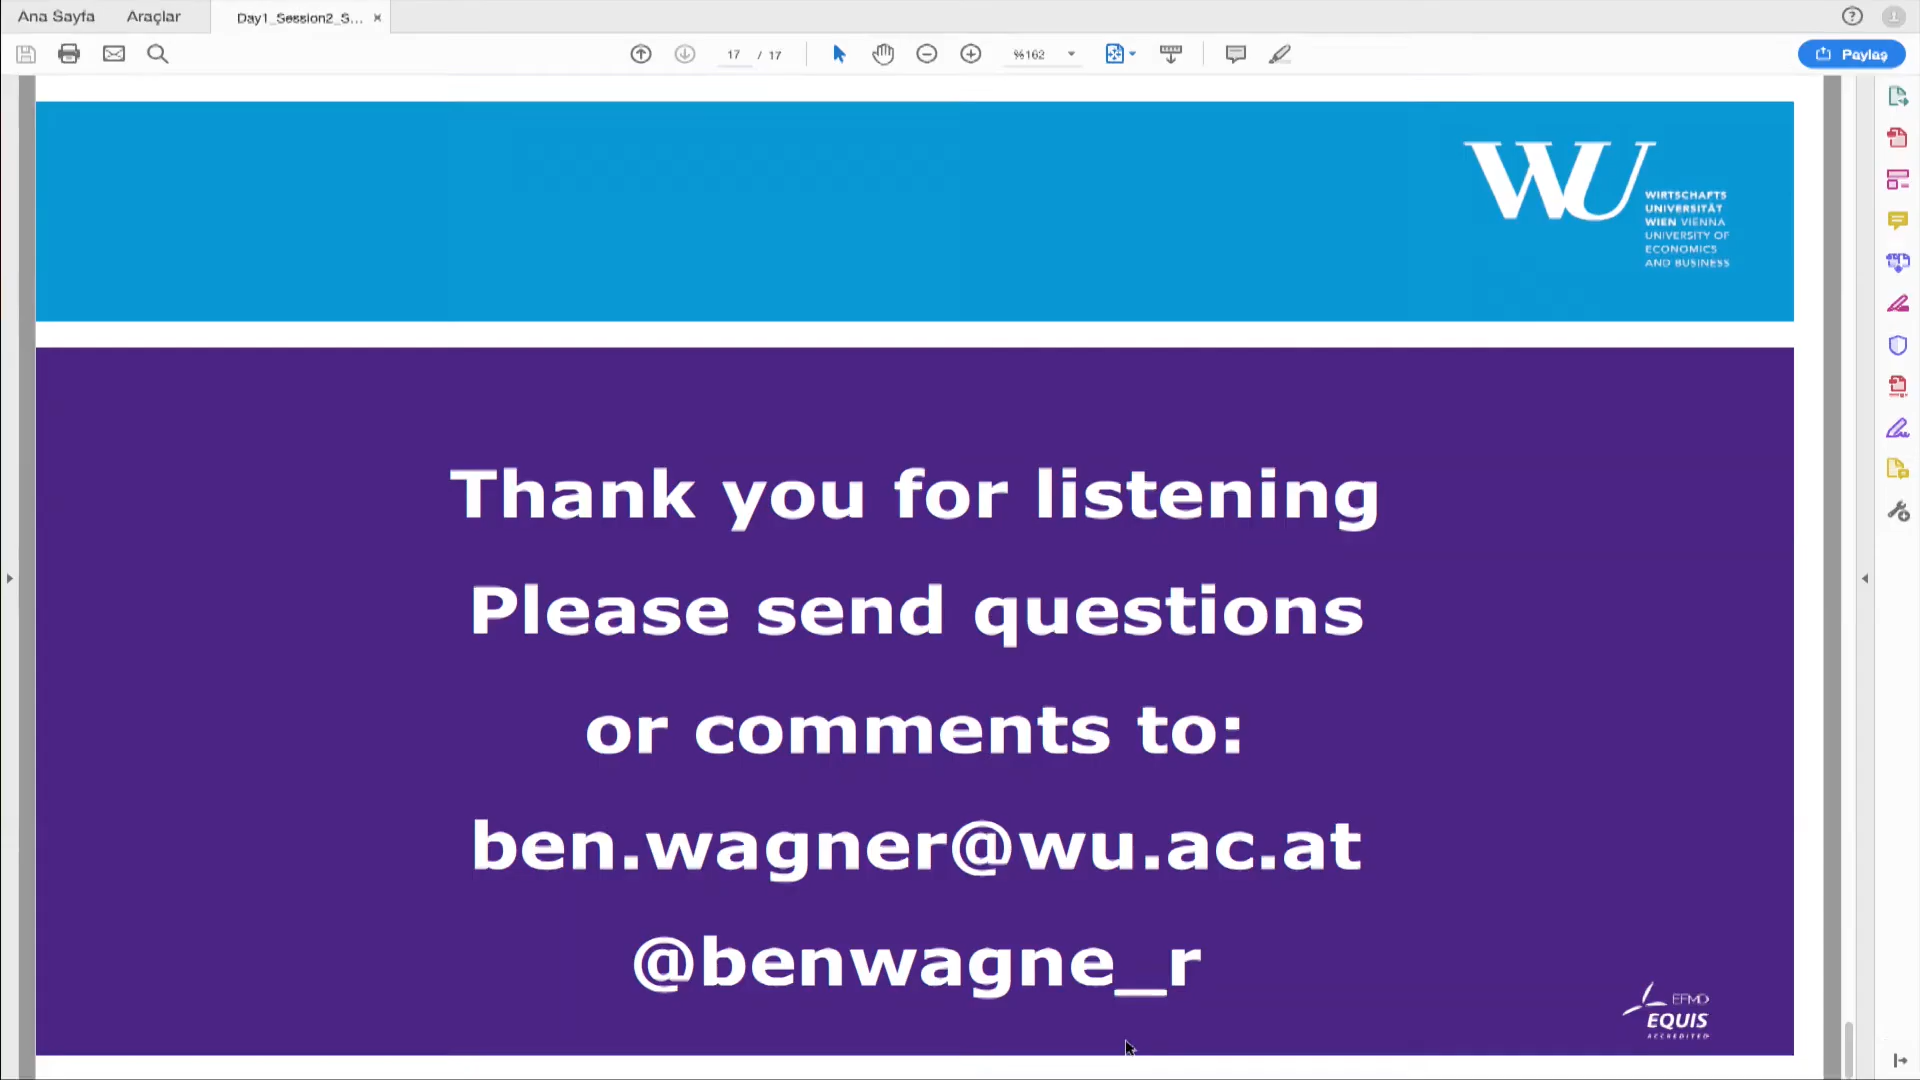 Ana Sayfa
Araçlar
Day1_Session2_S...
17 / 17
%162
Paylaş
WU
WIRTSCHAFTS
UNIVERSITÄT
WIEN VIENNA
UNIVERSITY OF
ECONOMICS
AND BUSINESS
Thank you for listening
Please send questions
or comments to:
ben.wagner@wu.ac.at
@benwagne_r
EFMD
EQUIS
ACCREDITED